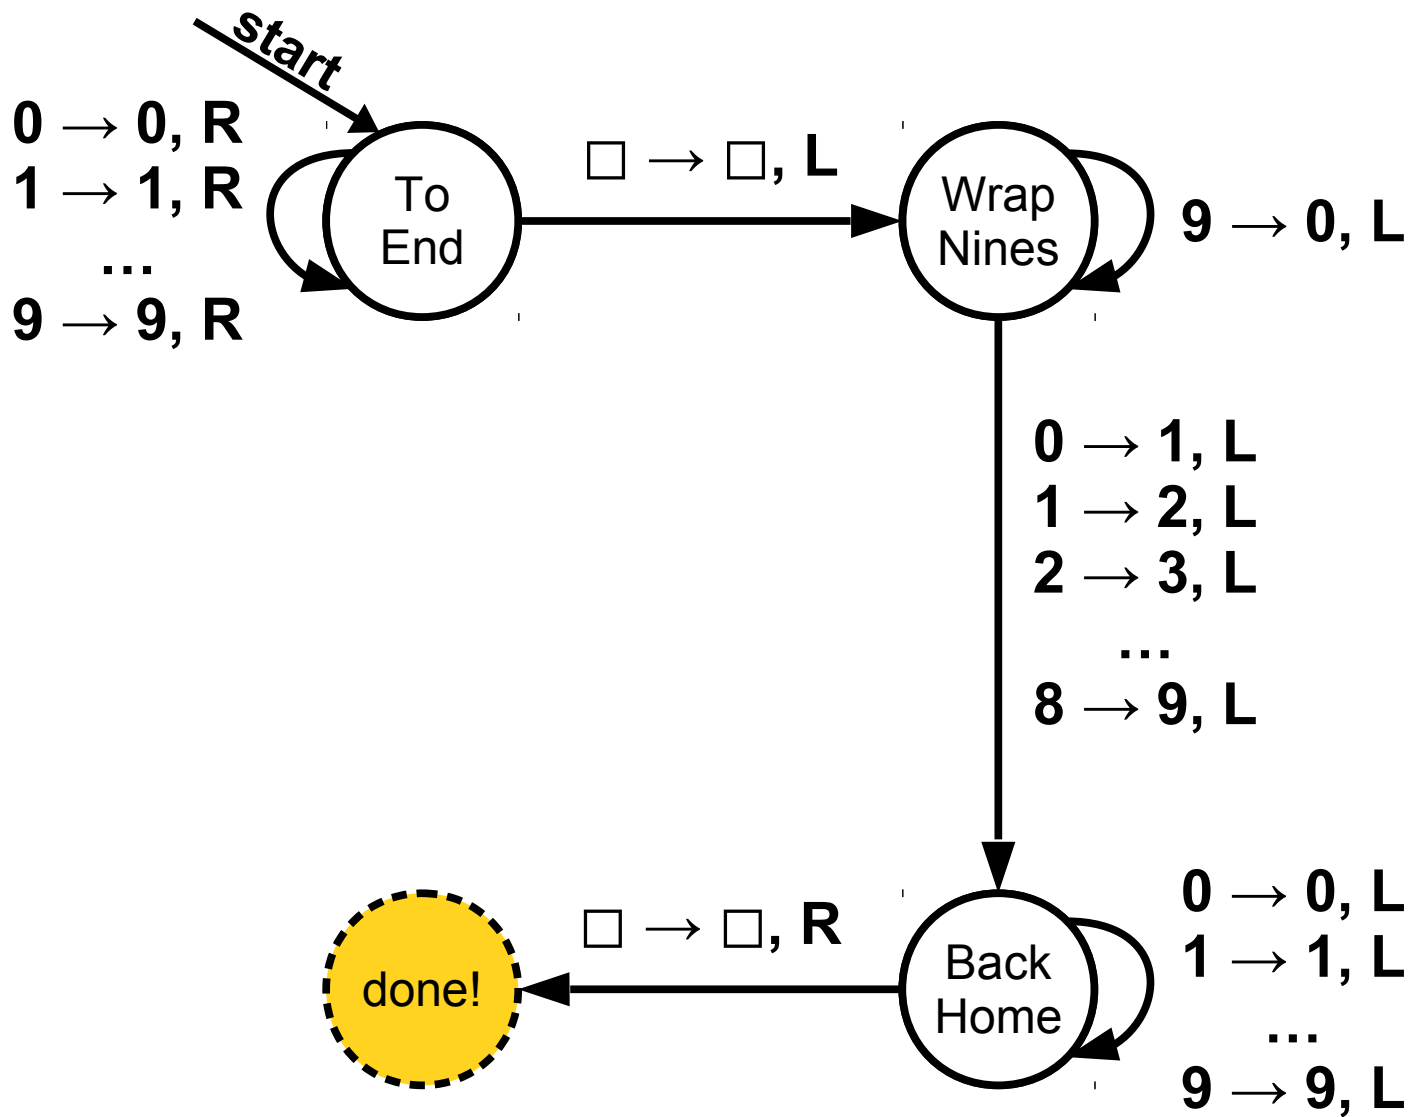 start
0 → 0, R
1 → 1, R
...
9 → 9, R
To
End
□ → □, L
Wrap
Nines
9 → 0, L
0 → 1, L
1 → 2, L
2 → 3, L
...
8 → 9, L
done!
□ → □, R
Back
Home
0 → 0, L
1 → 1, L
...
9 → 9, L